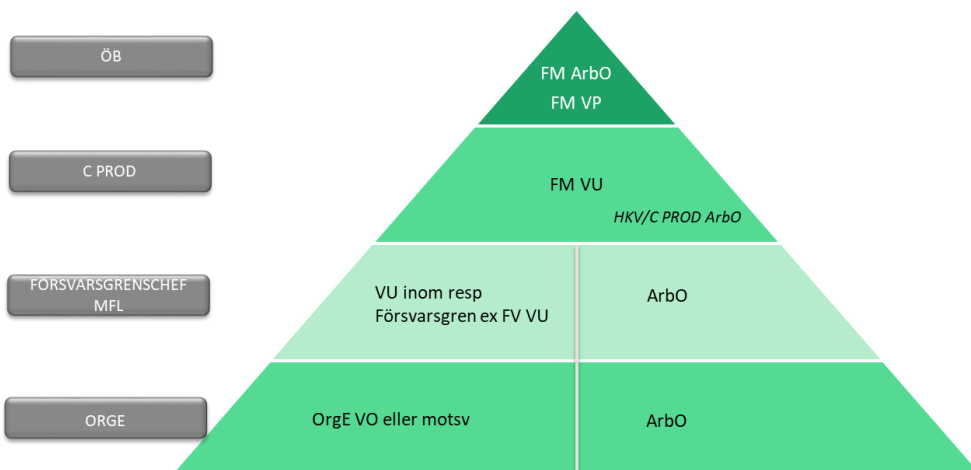 ÖB
FM ArbO
FM VP
C PROD
FM VU
HKV/C PROD ArbO
FÖRSVARSGRENSCHEF
MFL
VU inom resp
Försvarsgren ex FV VU
ArbO
ORGE
OrgE VO eller motsv
ArbO